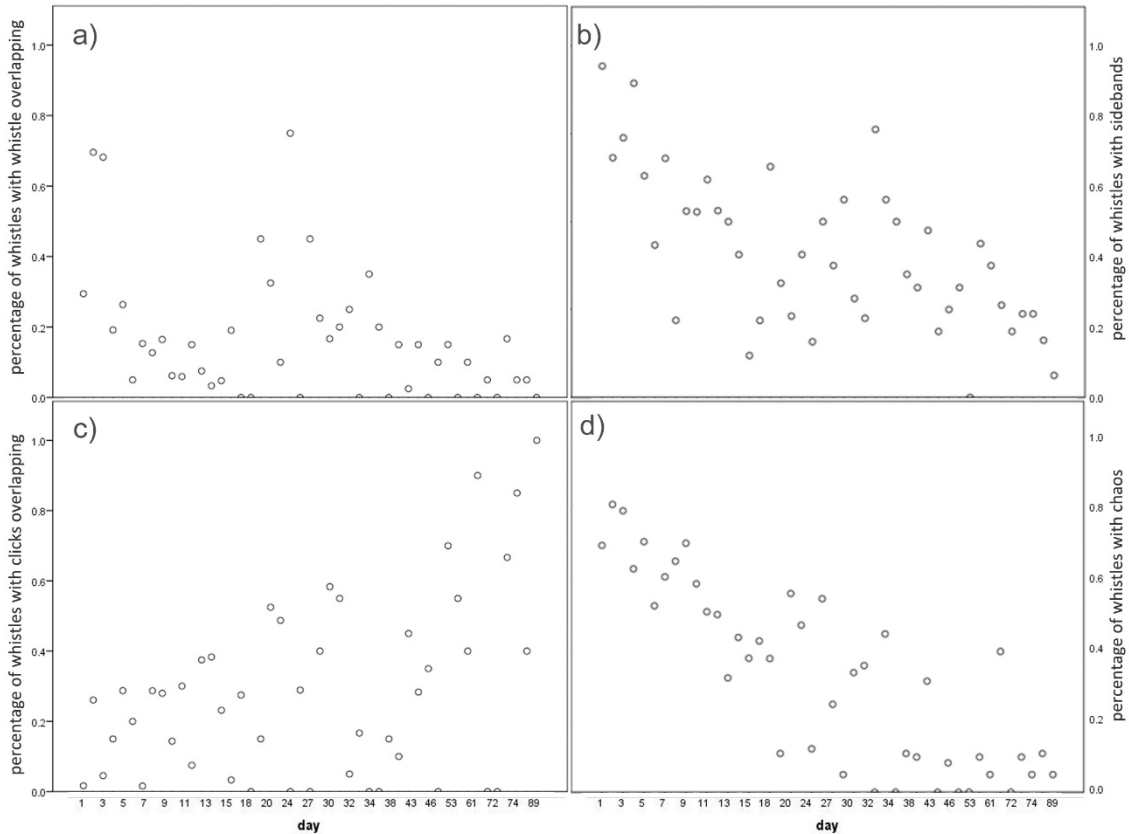 a)
percentage of whistles with whistle overlapping
1.0
0.8
0.6
0.4
0.2
0.0
b)
percentage of whistles with sidebands
1.0
0.8
0.6
0.4
0.2
0.0
c)
percentage of whistles with clicks overlapping
1.0
0.8
0.6
0.4
0.2
0.0
1 3 5 7 9 11 13 15 18 20 24 27 30 32 34 38 43 46 53 61 72 74 89
day
d)
percentage of whistles with chaos
1.0
0.8
0.6
0.4
0.2
0.0
1 3 5 7 9 11 13 15 18 20 24 27 30 32 34 38 43 46 53 61 72 74 89
day